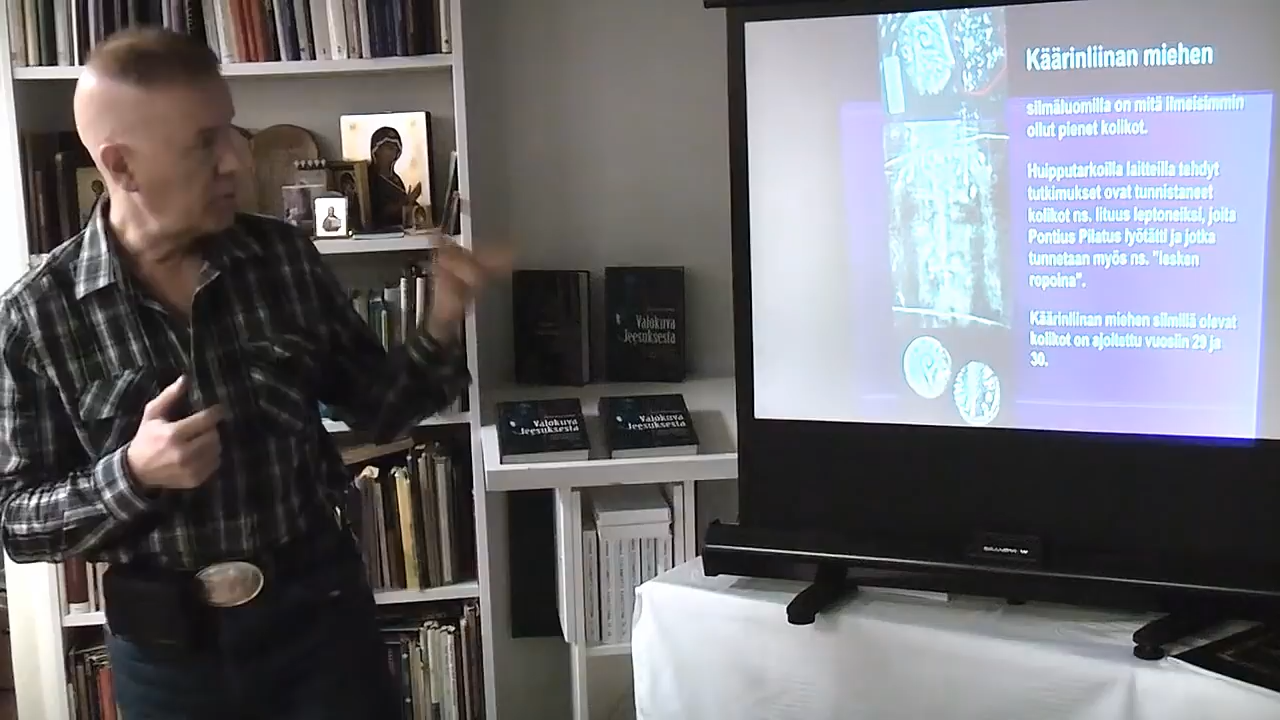 Käärinliinan miehen
silmäluomilla on mitä ilmeisimmin
ollut pienet kolikot.
Huipputarkoilla laitteilla tehdyt
tutkimukset ovat tunnistaneet
kolikot ns. lituus leptoneiksi, joita
Pontius Pilatus lyötätti ja jotka
tunnetaan myös ns. "lesken
ropoina".
Käärinliinan miehen silmillä olevat
kolikot on ajoitettu vuosiin 29 ja
30.
Valokuva
Jeesuksesta
Valokuva
Jeesuksesta
Valokuva
Jeesuksesta